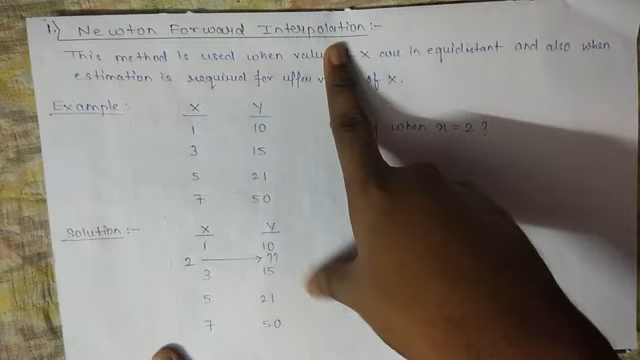 1.) Newton Forward Interpolation :-
This method is used when valu x are in equidistant and also when
estimation is required for upper v of x.
Example :- X Y
1 10 when x = 2 ?
3 15
5 21
7 50
Solution :- X Y
1 10
2 → ??
3 15
5 21
7 50